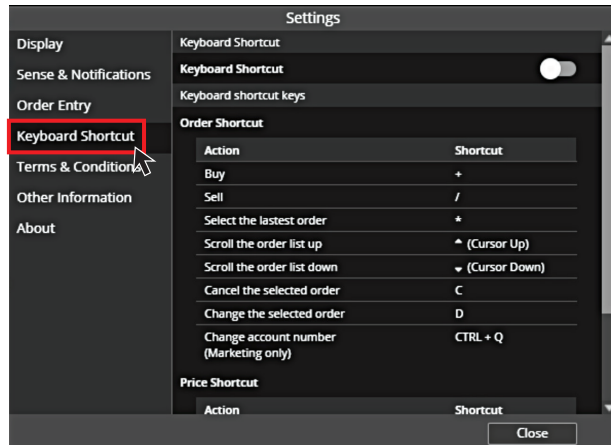 Settings
Display
Sense & Notifications
Order Entry
Keyboard Shortcut
Terms & Conditions
Other Information
About
Keyboard Shortcut
Keyboard Shortcut
Keyboard shortcut keys
Order Shortcut
Action Shortcut
Buy +
Sell /
Select the lastest order *
Scroll the order list up (Cursor Up)
Scroll the order list down (Cursor Down)
Cancel the selected order C
Change the selected order D
Change account number CTRL + Q
(Marketing only)
Price Shortcut
Action Shortcut
Close